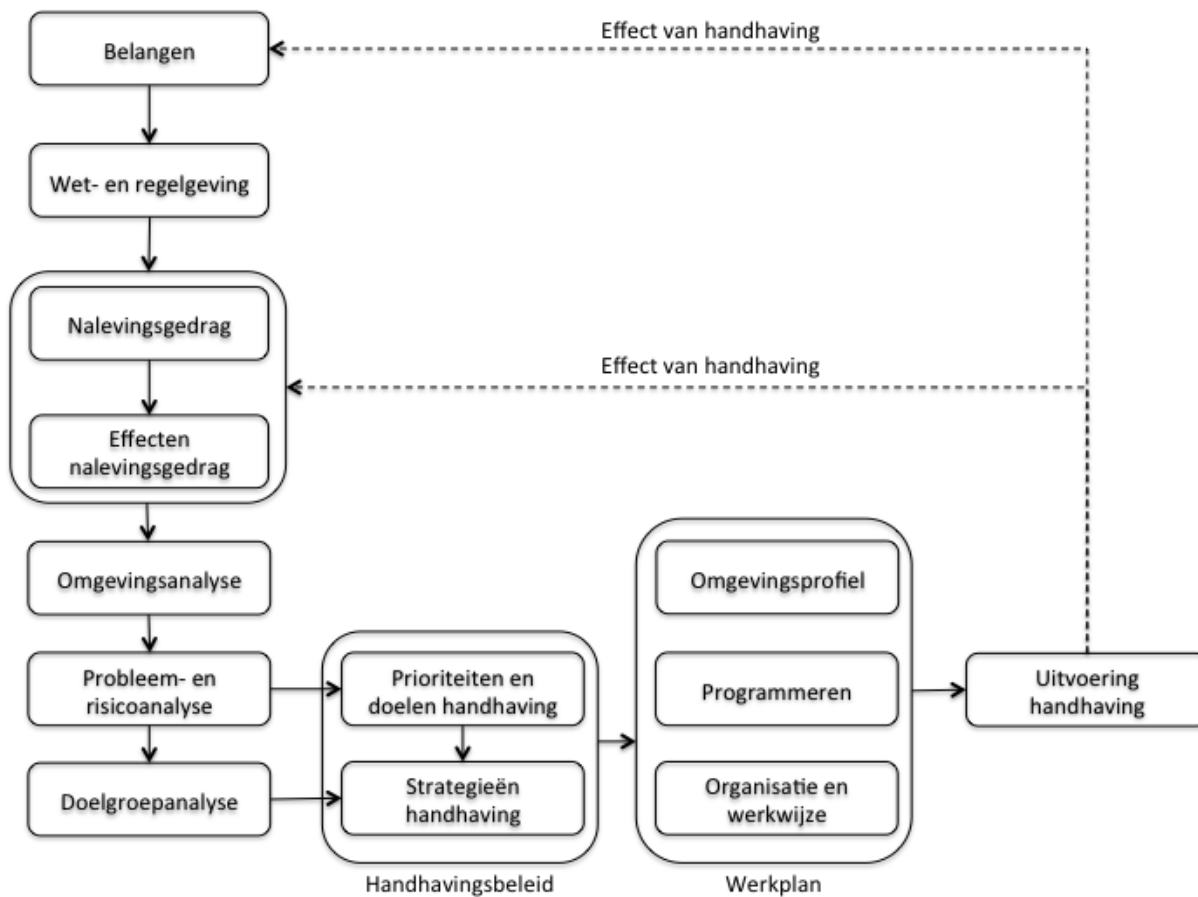 Belangen
Effect van handhaving
Wet- en regelgeving
Nalevingsgedrag
Effect van handhaving
Effecten
nalevingsgedrag
Omgevingsanalyse
Omgevingsprofiel
Probleem- en
risicoanalyse
Prioriteiten en
doelen handhaving
Programmeren
Uitvoering
handhaving
Doelgroepanalyse
Strategieën
handhaving
Organisatie en
werkwijze
Handhavingsbeleid
Werkplan